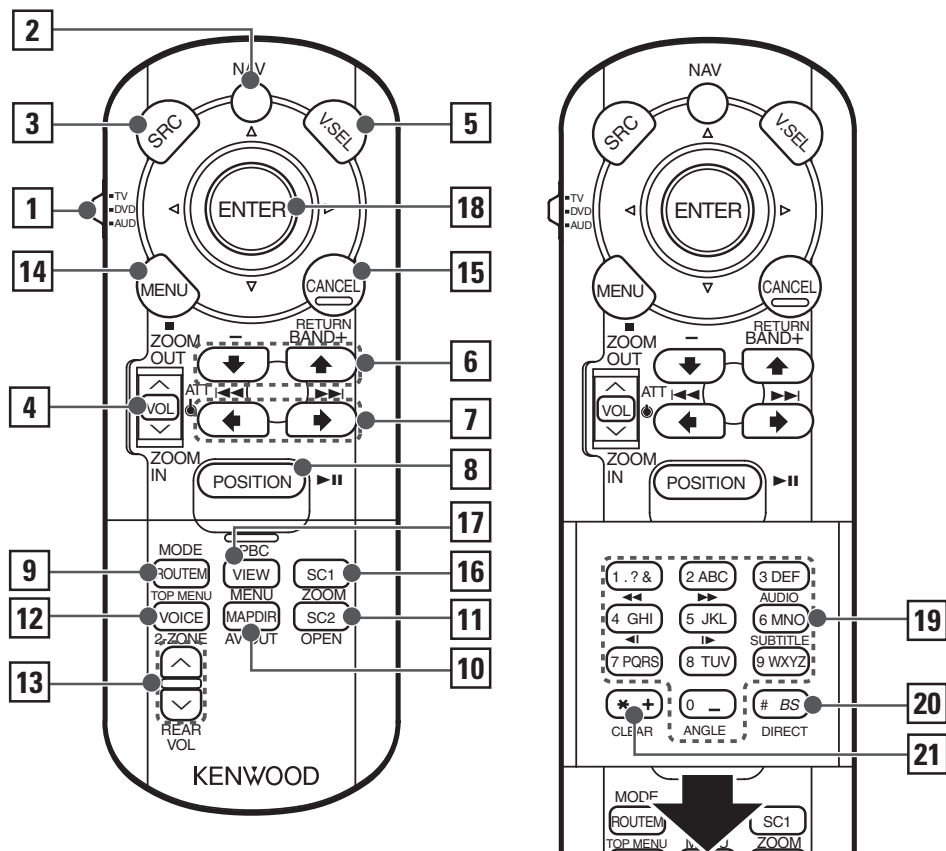 2
NAV
3
SRC
V.SEL
5
1
TV
DVD
AUD
ENTER
18
14
MENU
CANCEL
15
ZOOM
OUT
RETURN
– BAND+
6
4
VOL
ATT
7
ZOOM
IN
POSITION
8
17
MODE
PBC
9
ROUTEM
VIEW
SC1
16
TOP MENU
MENU
ZOOM
12
VOICE
MAPDIR
SC2
11
2-ZONE
AV OUT
OPEN
10
13
REAR
VOL
KENWOOD
NAV
SRC
V.SEL
TV
DVD
AUD
ENTER
MENU
CANCEL
ZOOM
OUT
RETURN
– BAND+
VOL
ATT
ZOOM
IN
POSITION
1 . ? &
2 ABC
3 DEF
AUDIO
4 GHI
5 JKL
6 MNO
19
SUBTITLE
7 PQRS
8 TUV
9 WXYZ
* +
0 _
# BS
20
CLEAR
ANGLE
DIRECT
21
MODE
ROUTEM
SC1
TOP MENU
ZOOM